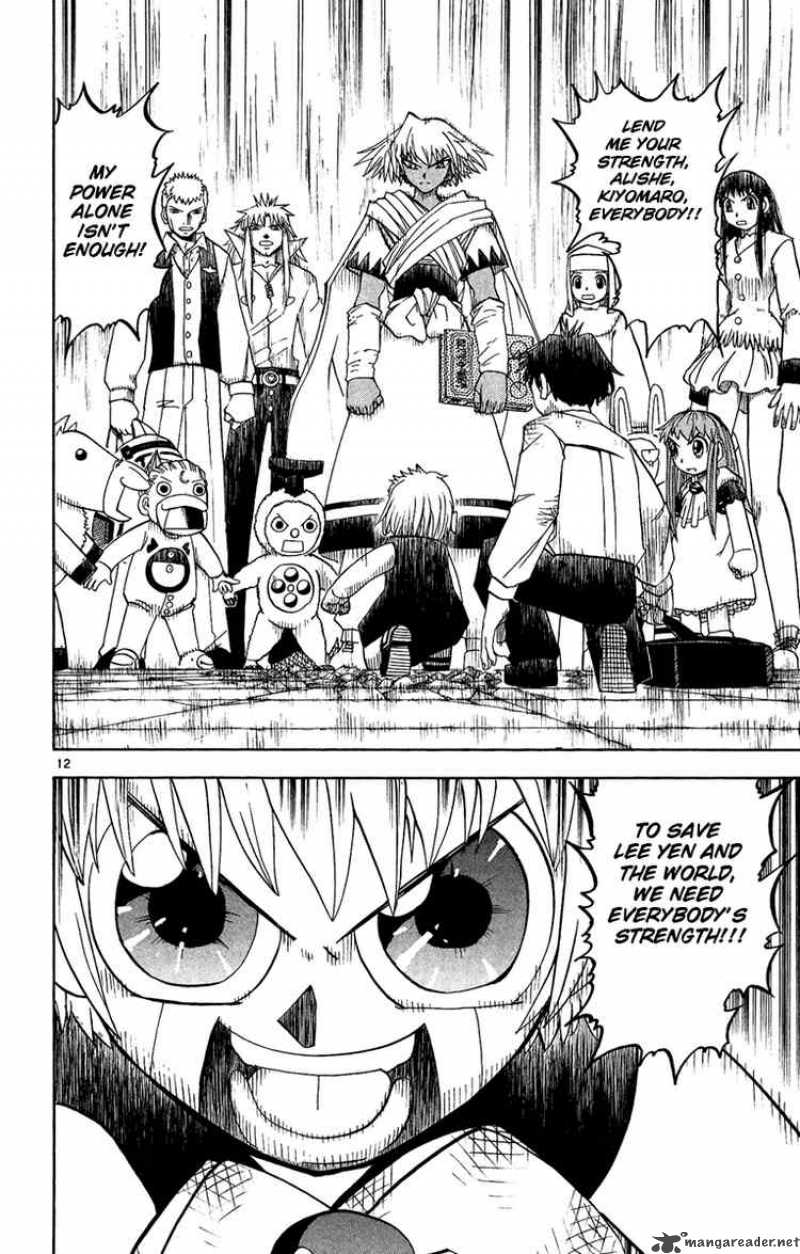 LEND
ME YOUR
STRENGTH,
ALISHE,
KIYOMARO,
EVERYBODY!!
MY
POWER
ALONE
ISN'T
ENOUGH!
12
TO SAVE
LEE YEN AND
THE WORLD,
WE NEED
EVERYBODY'S
STRENGTH!!!
mangareader.net